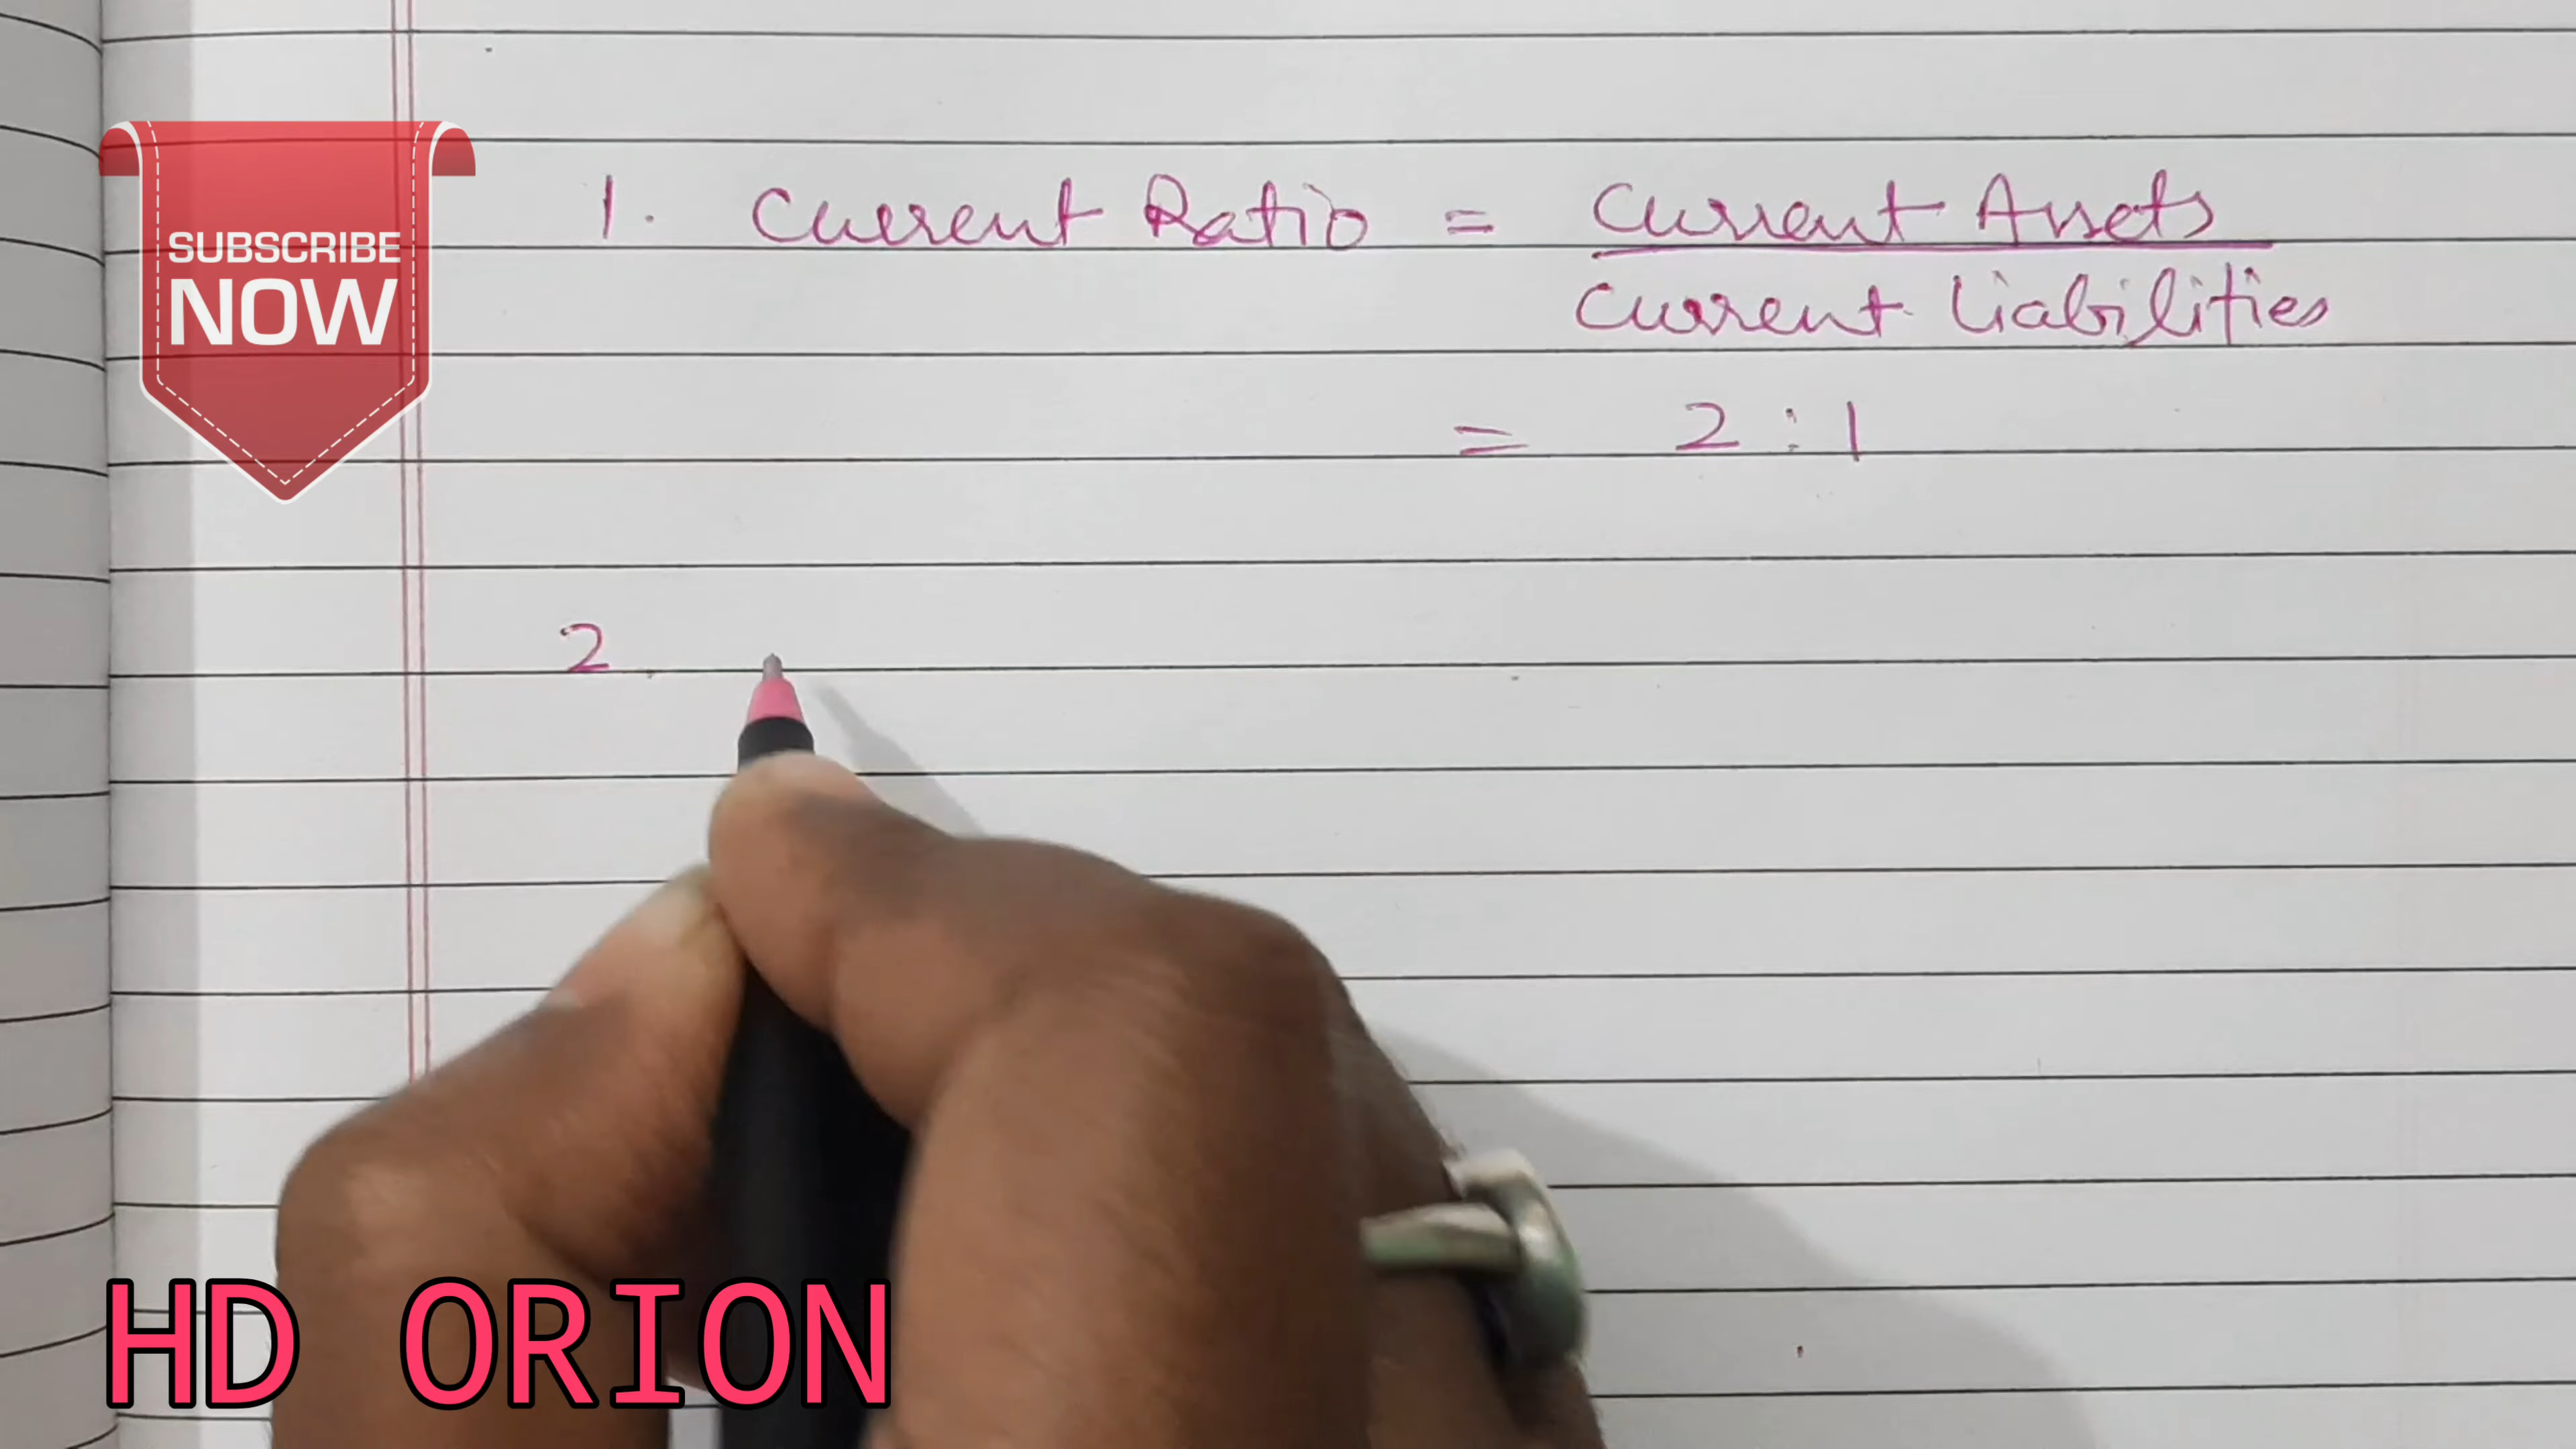 SUBSCRIBE
NOW
1. Current Ratio = Current Assets
Current Liabilities
= 2 : 1
2.
HD ORION